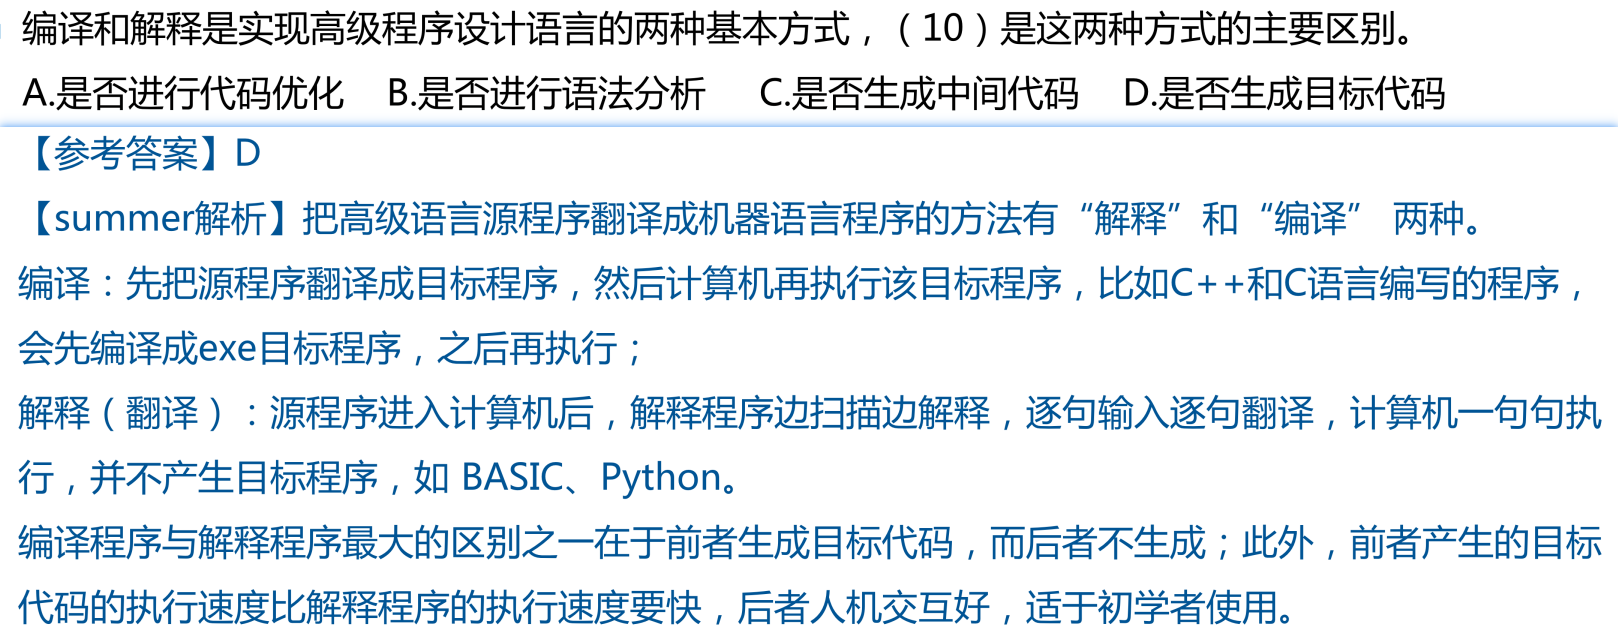 编译和解释是实现高级程序设计语言的两种基本方式，（10）是这两种方式的主要区别。
A.是否进行代码优化 B.是否进行语法分析 C.是否生成中间代码 D.是否生成目标代码
【参考答案】D
【summer解析】把高级语言源程序翻译成机器语言程序的方法有“解释”和“编译” 两种。
编译：先把源程序翻译成目标程序，然后计算机再执行该目标程序，比如C++和C语言编写的程序，
会先编译成exe目标程序，之后再执行；
解释（翻译）：源程序进入计算机后，解释程序边扫描边解释，逐句输入逐句翻译，计算机一句句执
行，并不产生目标程序，如 BASIC、Python。
编译程序与解释程序最大的区别之一在于前者生成目标代码，而后者不生成；此外，前者产生的目标
代码的执行速度比解释程序的执行速度要快，后者人机交互好，适于初学者使用。